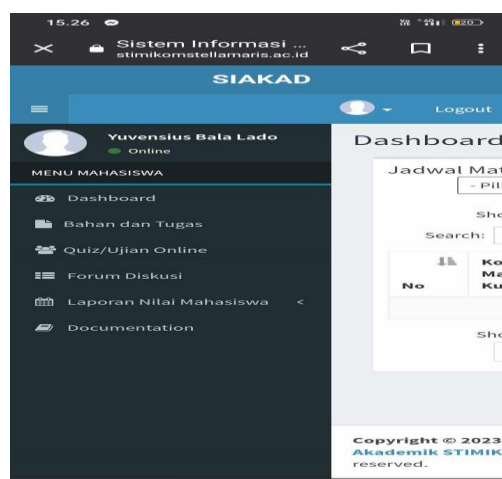 15.26
20
Sistem Informasi ...
stimikomstellamaris.ac.id
SIAKAD
Logout
Yuvensius Bala Lado
Online
MENU MAHASISWA
Dashboard
Bahan dan Tugas
Quiz/Ujian Online
Forum Diskusi
Laporan Nilai Mahasiswa <
Documentation
Dashboard
Jadwal Mat
- Pil
Sho
Search:
No
Ko
Ma
Ku
Sho
Copyright © 2023
Akademik STIMIK
reserved.